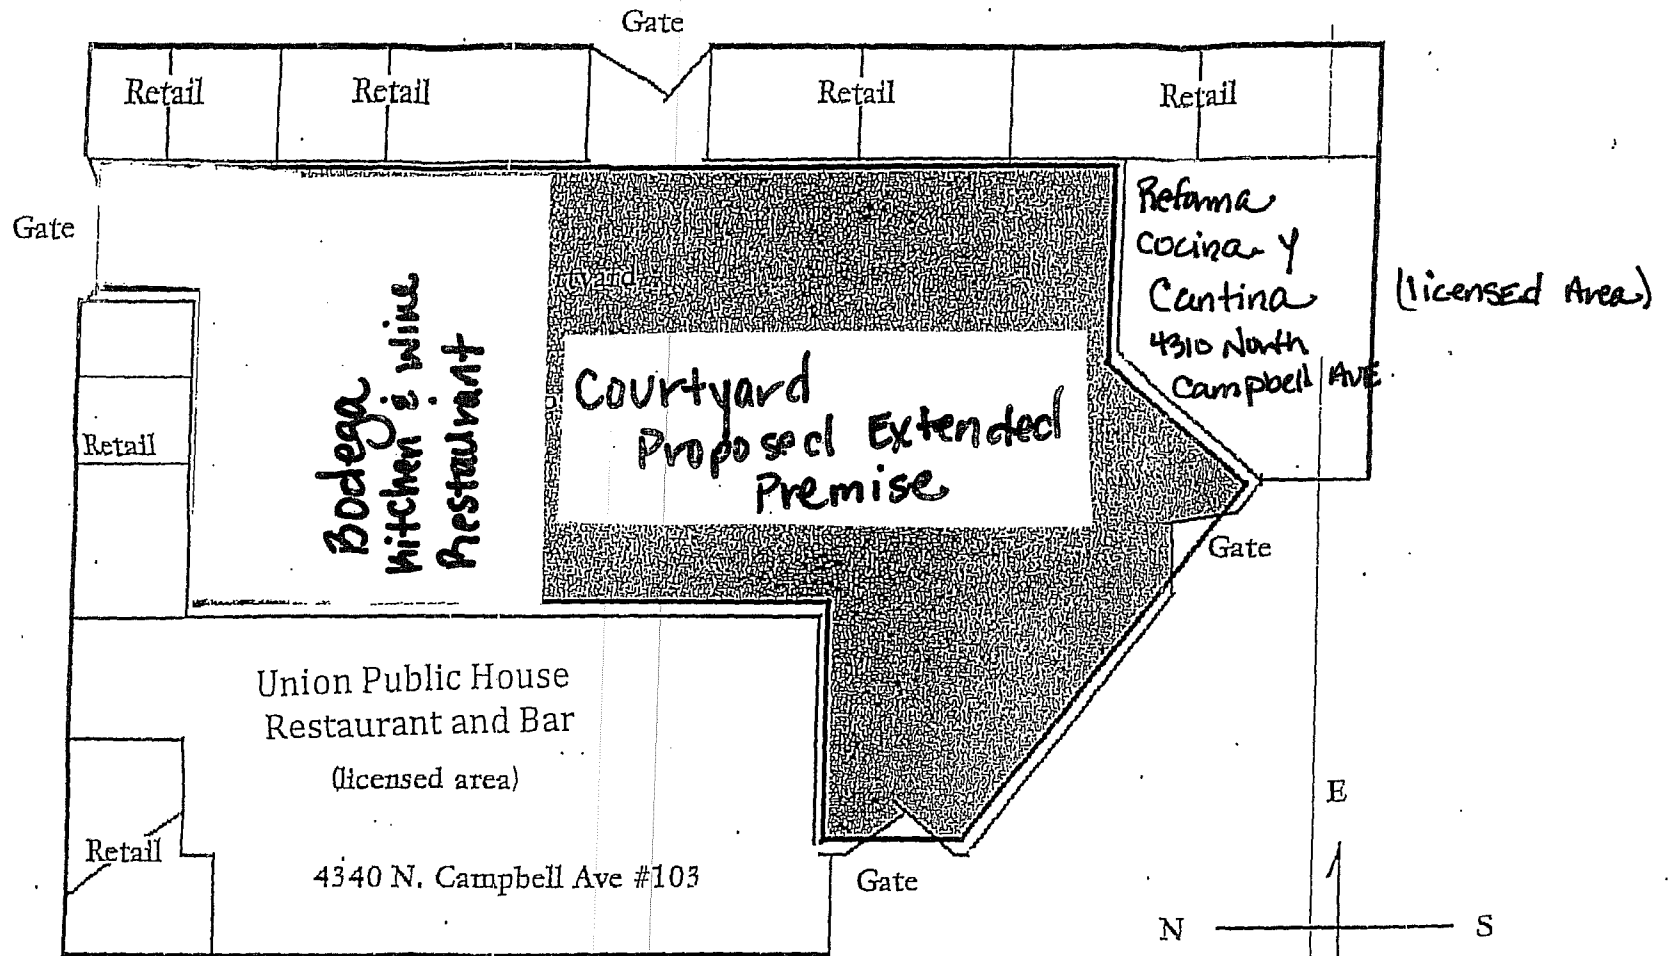 Gate
Retail
Retail
Retail
Retail
Gate
Reforma
Cocina y
Cantina
4310 North
Campbell AVE
(licensed Area)
tyard
Courtyard
Proposed Extended
Premise
Bodega
Kitchen & Wine
Restaurant
Retail
Gate
Union Public House
Restaurant and Bar
(licensed area)
4340 N. Campbell Ave #103
Retail
Gate
E
N
S